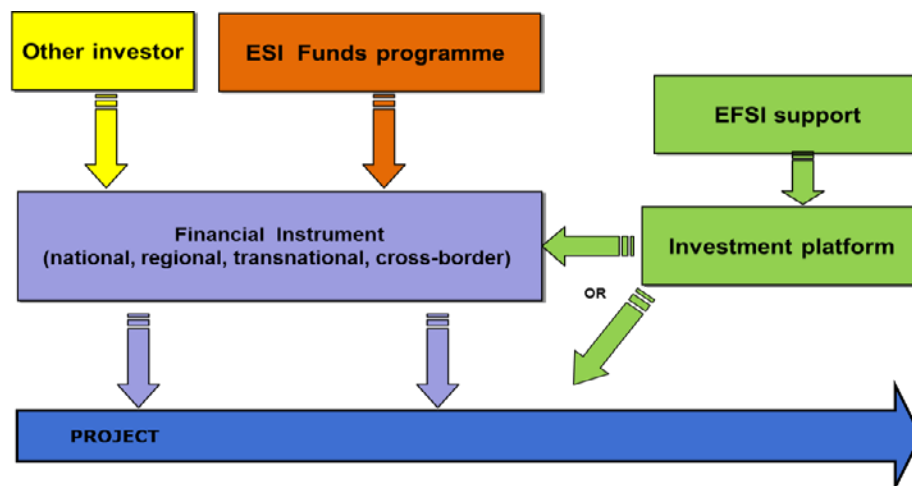 Other investor
ESI Funds programme
EFSI support
Financial Instrument
(national, regional, transnational, cross-border)
Investment platform
OR
PROJECT